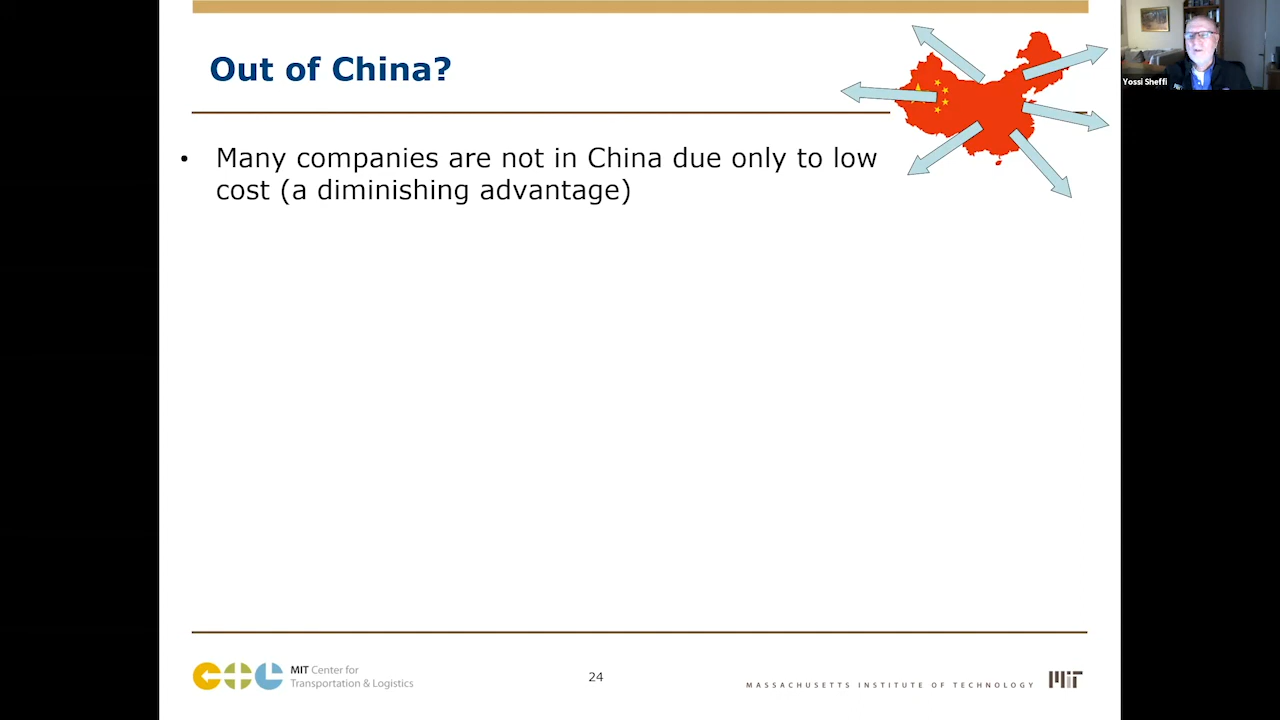 Out of China?
Yossi Sheffi
• Many companies are not in China due only to low
cost (a diminishing advantage)
MIT Center for
Transportation & Logistics
24
MASSACHUSETTS INSTITUTE OF TECHNOLOGY
MIT